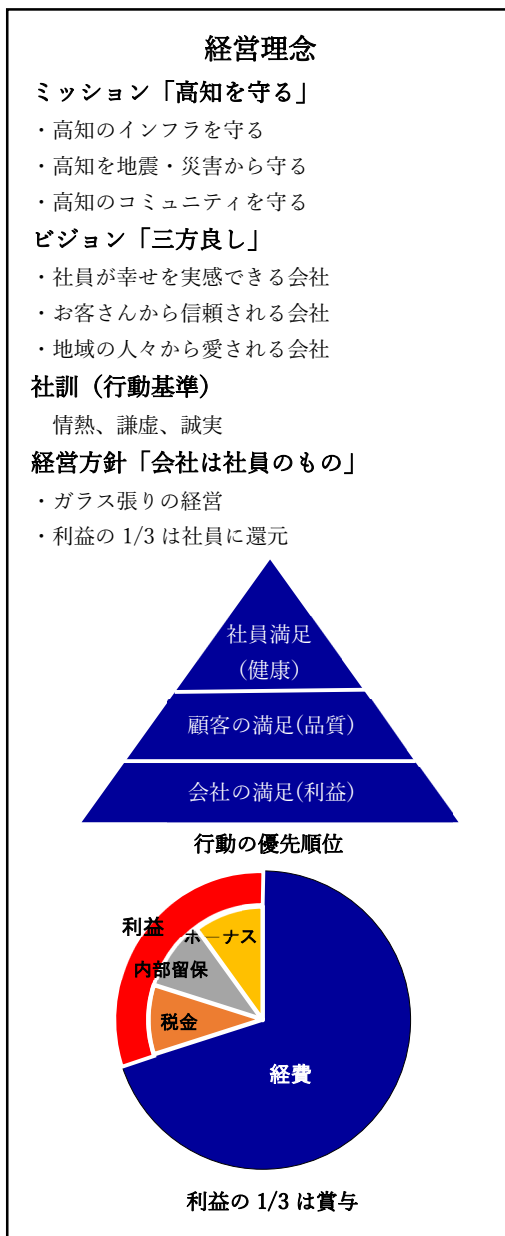 経営理念
ミッション「高知を守る」
・高知のインフラを守る
・高知を地震・災害から守る
・高知のコミュニティを守る
ビジョン「三方良し」
・社員が幸せを実感できる会社
・お客さんから信頼される会社
・地域の人々から愛される会社
社訓（行動基準）
情熱、謙虚、誠実
経営方針「会社は社員のもの」
・ガラス張りの経営
・利益の 1/3 は社員に還元
社員満足
(健康)
顧客の満足(品質)
会社の満足(利益)
行動の優先順位
利益
ボーナス
内部留保
税金
経費
利益の 1/3 は賞与